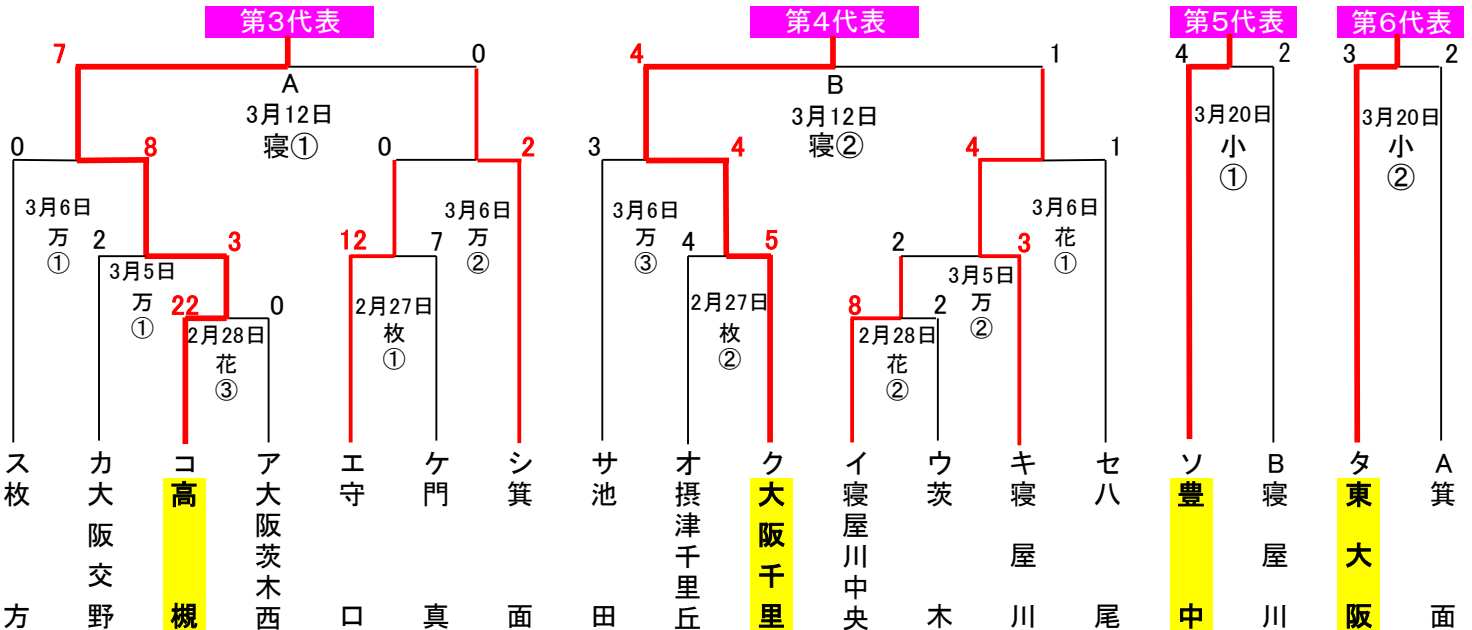 第3代表
第4代表
第5代表
第6代表
7
0
4
1
4
2
3
2
A
B
3月12日
寝①
3月12日
寝②
3月20日
小
①
3月20日
小
②
0
8
0
2
3
4
4
1
3月6日
万
①
3月6日
万
②
3月6日
万
③
3月6日
花
①
2
3
12
7
4
5
2
3
3月5日
万
①
3月5日
万
②
22
0
2月27日
枚
①
2月27日
枚
②
8
2
2月28日
花
③
2月28日
花
②
ス 枚方
カ 大阪交野
コ 高槻
ア 大阪茨木西
エ 守口
ケ 門真
シ 箕面
サ 池田
オ 摂津千里丘
ク 大阪千里
イ 寝屋川中央
ウ 茨木
キ 寝屋川
セ 八尾
ソ 豊中
B 寝屋川
タ 東大阪
A 箕面